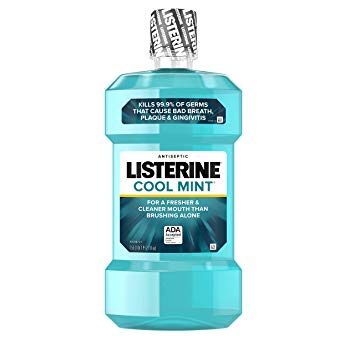 LISTERINE
KILLS 99.9% OF GERMS
THAT CAUSE BAD BREATH,
PLAQUE & GINGIVITIS
ANTISEPTIC
LISTERINE
COOL MINT
FOR A FRESHER &
CLEANER MOUTH THAN
BRUSHING ALONE
ADA
Accepted